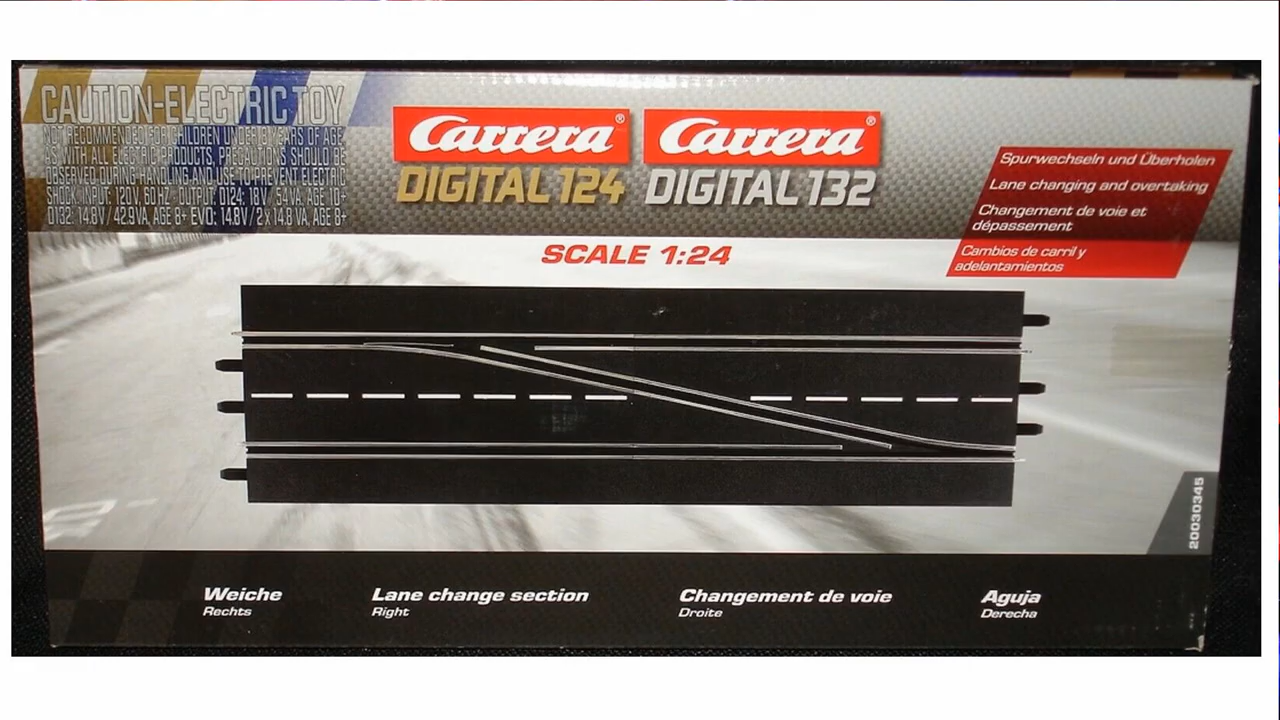 CAUTION-ELECTRIC TOY
NOT RECOMMENDED FOR CHILDREN UNDER 8 YEARS OF AGE
AS WITH ALL ELECTRIC PRODUCTS, PRECAUTIONS SHOULD BE
OBSERVED DURING HANDLING AND USE TO PREVENT ELECTRIC
SHOCK. INPUT: 120V, 60HZ - OUTPUT: D124: 18V / 54 VA, AGE 10+
D132: 14.8V / 42.9VA, AGE 8+ EVO: 14.8V / 2 x 14.8 VA, AGE 8+
Carrera®
DIGITAL 124
Carrera®
DIGITAL 132
SCALE 1:24
Spurwechseln und Überholen
Lane changing and overtaking
Changement de voie et
dépassement
Cambios de carril y
adelantamientos
20030345
Weiche
Rechts
Lane change section
Right
Changement de voie
Droite
Aguja
Derecha